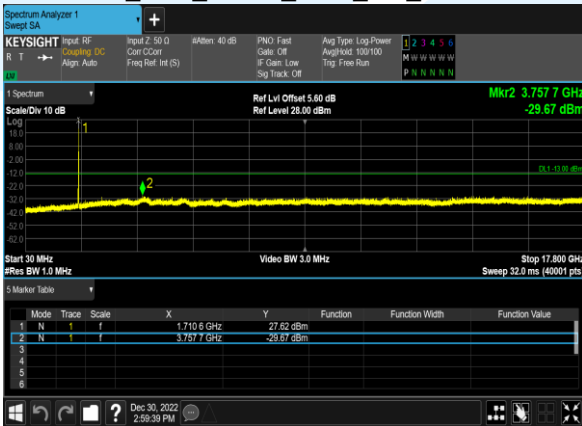 Spectrum Analyzer 1
Swept SA
+
KEYSIGHT Input: RF Input Z: 50 Ω #Atten: 40 dB PNO: Fast Avg Type: Log-Power 1 2 3 4 5 6
R T Coupling: DC Corr CCorr Gate: Off Avg|Hold: 100/100 M W W W W W
Align: Auto Freq Ref: Int (S) IF Gain: Low Trig: Free Run
LXI Sig Track: Off P N N N N N
1 Spectrum Ref Lvl Offset 5.60 dB Mkr2 3.757 7 GHz
Scale/Div 10 dB Ref Level 28.00 dBm -29.67 dBm
Log
1
18.0
8.00
-2.00
-12.0 DL1 -13.00 dBm
-22.0 2
-32.0
-42.0
-52.0
-62.0
Start 30 MHz Video BW 3.0 MHz Stop 17.800 GHz
#Res BW 1.0 MHz Sweep 32.0 ms (40001 pts)
5 Marker Table
Mode Trace Scale X Y Function Function Width Function Value
1 N 1 f 1.710 6 GHz 27.62 dBm
2 N 1 f 3.757 7 GHz -29.67 dBm
3
4
5
6
? Dec 30, 2022
2:59:39 PM